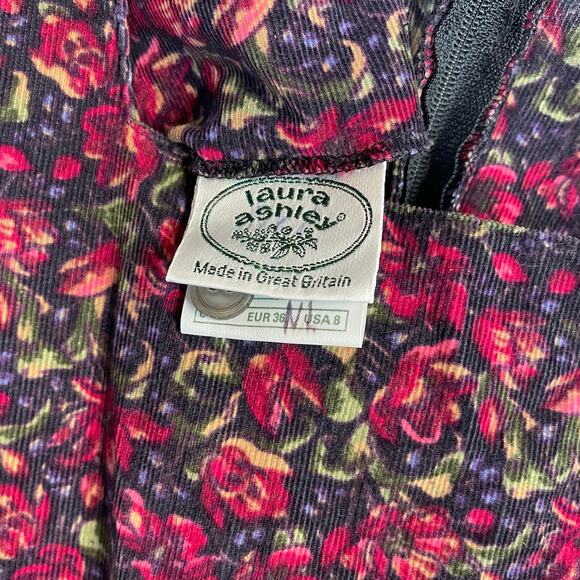 laura
ashley®
Made in Great Britain
EUR 36 USA 8